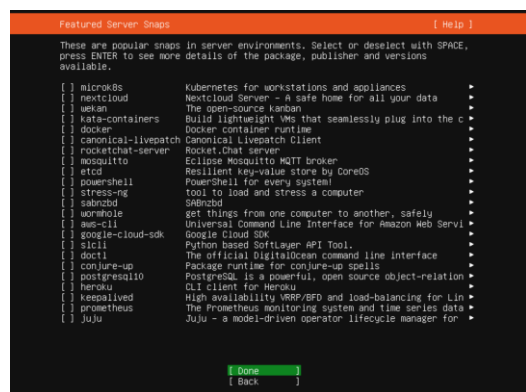 Featured Server Snaps [ Help ]
These are popular snaps in server environments. Select or deselect with SPACE,
press ENTER to see more details of the package, publisher and versions
available.
[ ] microk8s Kubernetes for workstations and appliances ▸
[ ] nextcloud Nextcloud Server - A safe home for all your data ▸
[ ] wekan The open-source kanban ▸
[ ] kata-containers Build lightweight VMs that seamlessly plug into the c ▸
[ ] docker Docker container runtime ▸
[ ] canonical-livepatch Canonical Livepatch Client ▸
[ ] rocketchat-server Rocket.Chat server ▸
[ ] mosquitto Eclipse Mosquitto MQTT broker ▸
[ ] etcd Resilient key-value store by CoreOS ▸
[ ] powershell PowerShell for every system! ▸
[ ] stress-ng tool to load and stress a computer ▸
[ ] sabnzbd SABnzbd ▸
[ ] wormhole get things from one computer to another, safely ▸
[ ] aws-cli Universal Command Line Interface for Amazon Web Servi ▸
[ ] google-cloud-sdk Google Cloud SDK ▸
[ ] slcli Python based SoftLayer API Tool. ▸
[ ] doctl The official DigitalOcean command line interface ▸
[ ] conjure-up Package runtime for conjure-up spells ▸
[ ] postgresql10 PostgreSQL is a powerful, open source object-relation ▸
[ ] heroku CLI client for Heroku ▸
[ ] keepalived High availability VRRP/BFD and load-balancing for Lin ▸
[ ] prometheus The Prometheus monitoring system and time series data ▸
[ ] juju Juju - a model-driven operator lifecycle manager for ▸
[ Done ]
[ Back ]